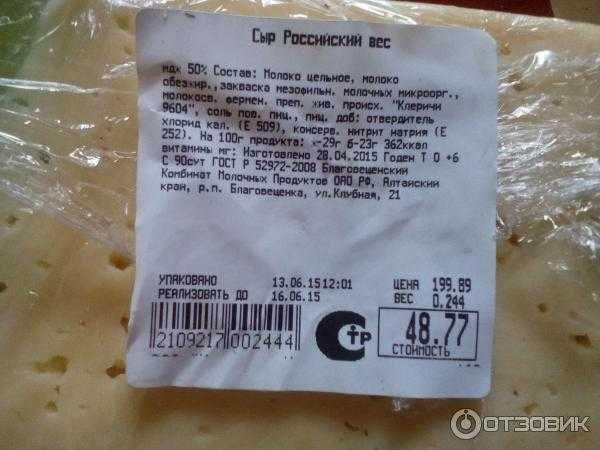 Сыр Российский вес
мдж 50% Состав: Молоко цельное, молоко
обезжир.,закваска мезофильн. молочных микроорг.,
молокосв. фермен. преп. жив. происх. "Клеричи
9604", соль пов. пищ., пищ. доб: отвердитель
хлорид кал. (Е 509), консерв. нитрит натрия (Е
252). На 100г продукта: ж-29г б-23г 362ккал
витамины мг: Изготовлено 28.04.2015 Годен Т 0 +6
С 90сут ГОСТ Р 52972-2008 Благовещенский
Комбинат Молочных Продуктов ОАО РФ, Алтайский
край, р.п. Благовещенка, ул.Клубная, 21
УПАКОВАНО 13.06.15 12:01 ЦЕНА 199.89
РЕАЛИЗОВАТЬ ДО 16.06.15 ВЕС 0.244
48.77
СТОИМОСТЬ
2109217 002444
СТР
ОТЗОВИК